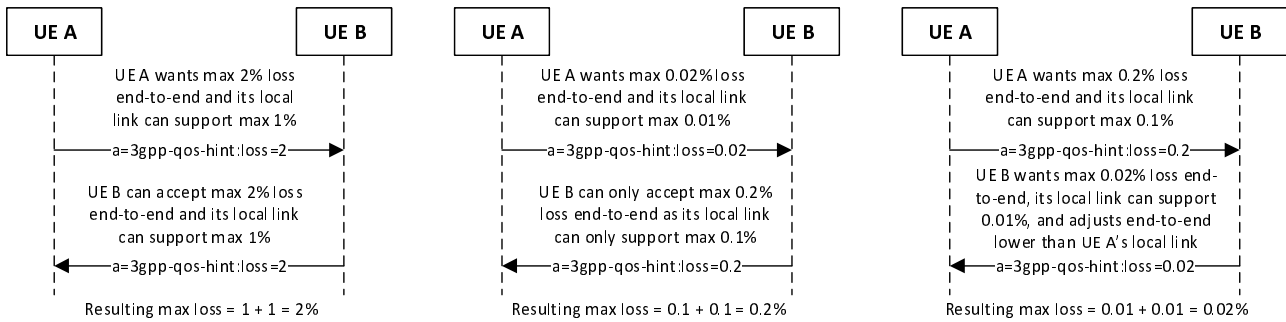 UE A
UE B
UE A wants max 2% loss
end-to-end and its local
link can support max 1%
a=3gpp-qos-hint:loss=2
UE B can accept max 2% loss
end-to-end and its local link
can support max 1%
a=3gpp-qos-hint:loss=2
Resulting max loss = 1 + 1 = 2%
UE A
UE B
UE A wants max 0.02% loss
end-to-end and its local link
can support max 0.01%
a=3gpp-qos-hint:loss=0.02
UE B can only accept max 0.2%
loss end-to-end as its local link
can only support max 0.1%
a=3gpp-qos-hint:loss=0.2
Resulting max loss = 0.1 + 0.1 = 0.2%
UE A
UE B
UE A wants max 0.2% loss
end-to-end and its local link
can support max 0.1%
a=3gpp-qos-hint:loss=0.2
UE B wants max 0.02% loss end-
to-end, its local link can support
0.01%, and adjusts end-to-end
lower than UE A's local link
a=3gpp-qos-hint:loss=0.02
Resulting max loss = 0.01 + 0.01 = 0.02%